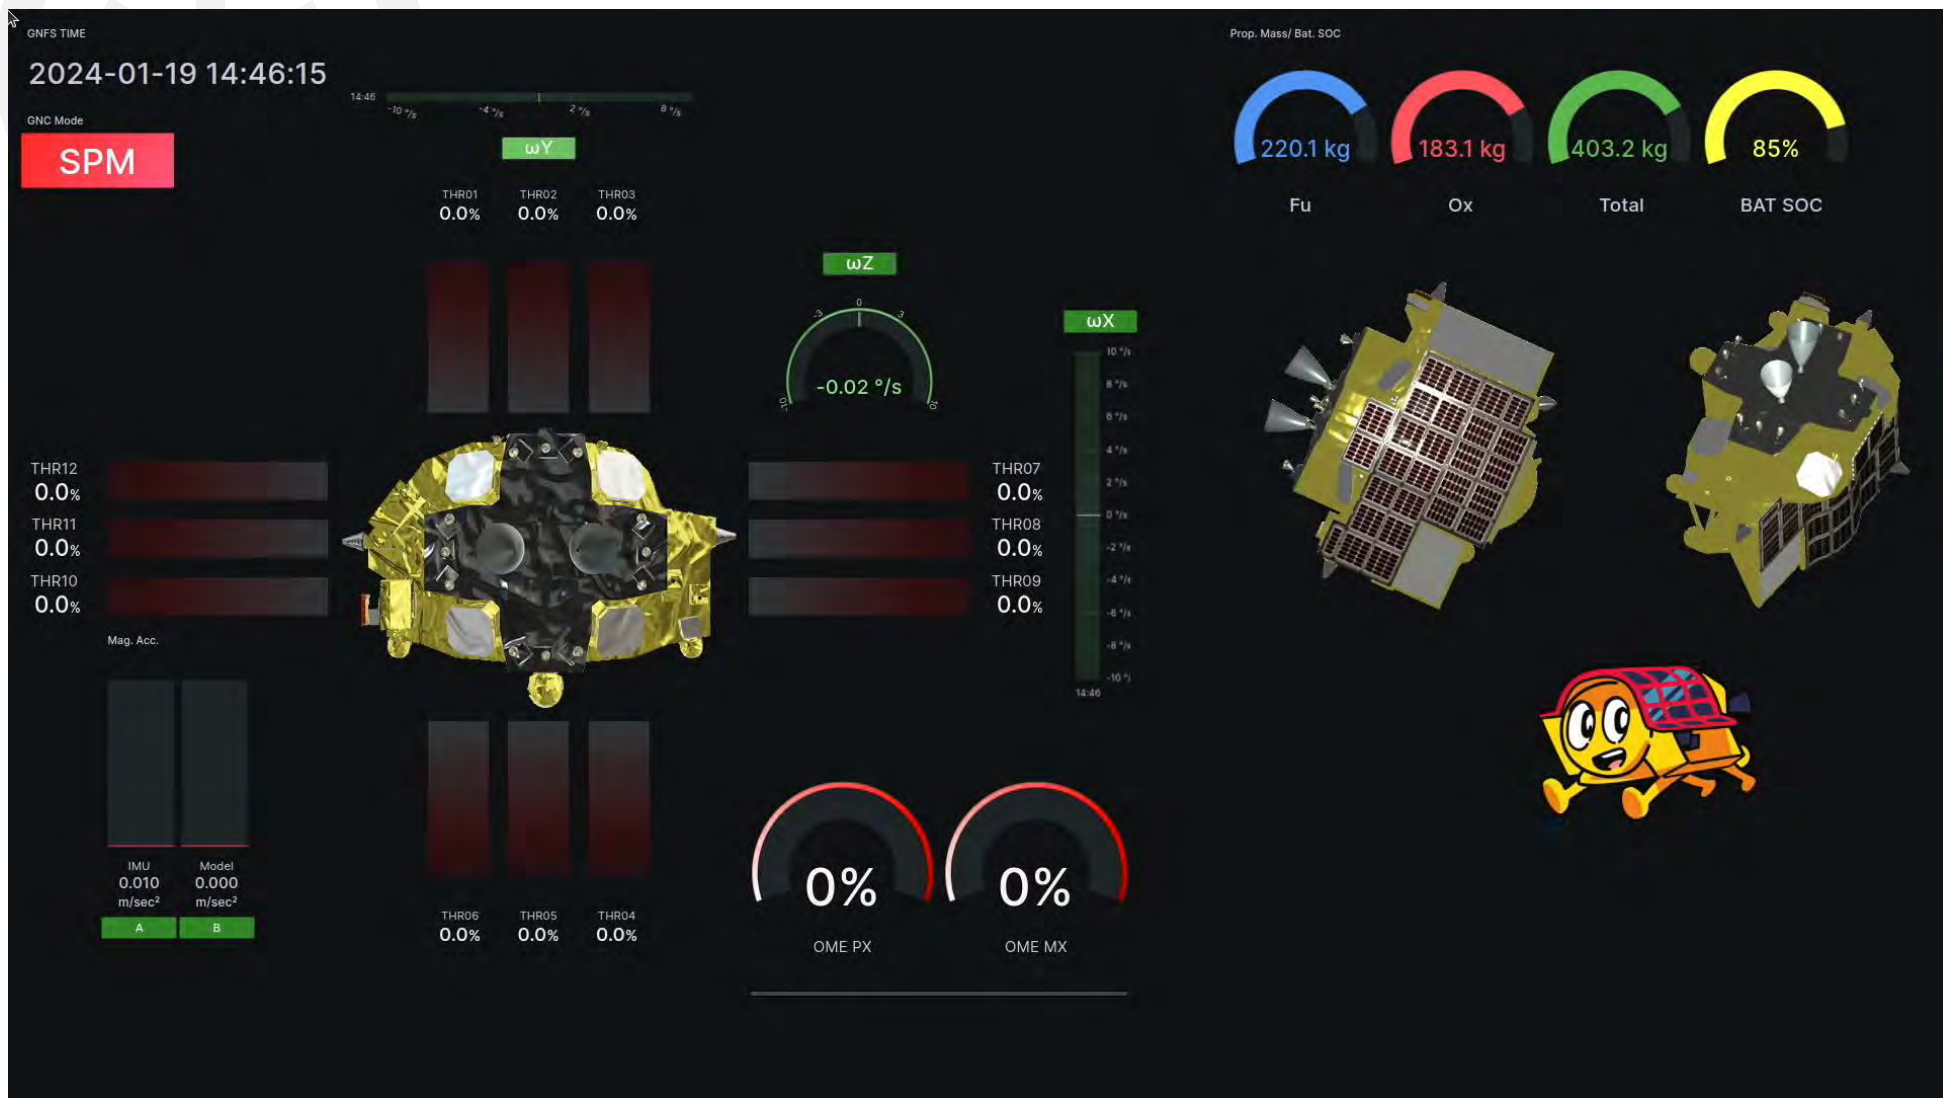 GNFS TIME
2024-01-19 14:46:15
GNC Mode
SPM
14:46
-10 °/s -4 °/s 2 °/s 8 °/s
ωY
THR01 THR02 THR03
0.0% 0.0% 0.0%
ωZ
-10 -3 0 3 10
-0.02 °/s
ωX
10 °/s
8 °/s
6 °/s
4 °/s
2 °/s
0 °/s
-2 °/s
-4 °/s
-6 °/s
-8 °/s
-10 °/
14:46
THR12
0.0%
THR11
0.0%
THR10
0.0%
THR07
0.0%
THR08
0.0%
THR09
0.0%
Mag. Acc.
IMU Model
0.010 0.000
m/sec² m/sec²
A B
THR06 THR05 THR04
0.0% 0.0% 0.0%
0% 0%
OME PX OME MX
Prop. Mass/ Bat. SOC
220.1 kg 183.1 kg 403.2 kg 85%
Fu Ox Total BAT SOC